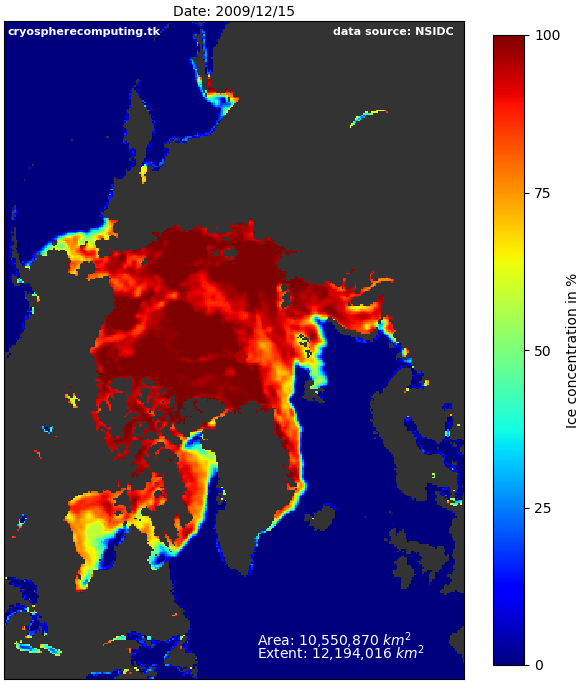 Date: 2009/12/15
cryospherecomputing.tk
data source: NSIDC
100
75
50
25
0
Ice concentration in %
Area: 10,550,870 km²
Extent: 12,194,016 km²